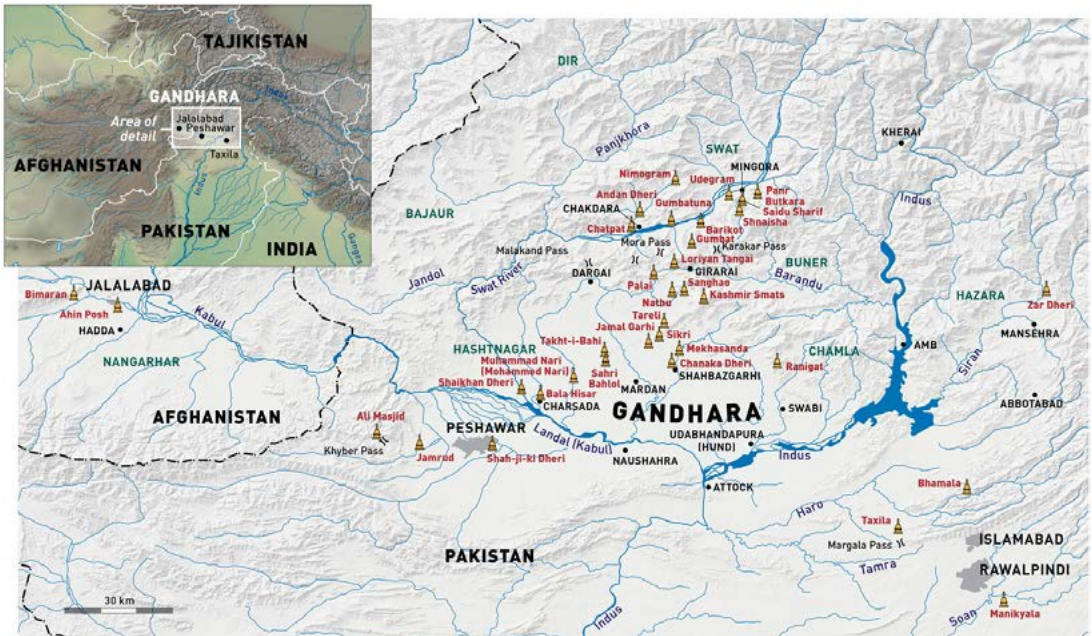 TAJIKISTAN
GANDHARA
Indus
Area of
detail
Jalalabad
Peshawar
Taxila
AFGHANISTAN
Indus
PAKISTAN
INDIA
Ganges
DIR
KHERAI
Panjkhora
SWAT
MINGORA
Nimogram
Udegram
Panr
Butkara
Saidu Sharif
Shnaisha
Andan Dheri
Gumbatuna
CHAKDARA
Chatpat
Barikot
Gumbat
Indus
BAJAUR
Mora Pass
Karakar Pass
Malakand Pass
Loriyan Tangai
BUNER
DARGAI
GIRARAI
Barandu
Jandol
Swat River
Palai
Sanghao
Nathu
Kashmir Smats
HAZARA
Zar Dheri
Bimaran
JALALABAD
Ahin Posh
Kabul
HADDA
Tareli
Jamal Garhi
Sikri
MANSEHRA
NANGARHAR
HASHTNAGAR
Takht-i-Bahi
Mekhasanda
CHAMLA
AMB
Siran
Muhammad Nari
(Mohammed Nari)
Sahri
Bahlol
Chanaka Dheri
SHAHBAZGARHI
Ranigat
Shaikhan Dheri
Bala Hisar
CHARSADA
MARDAN
GANDHARA
SWABI
ABBOTABAD
AFGHANISTAN
Ali Masjid
Khyber Pass
Jamrud
PESHAWAR
Shah-ji-ki Dheri
Landal (Kabul)
NAUSHAHRA
UDABHANDAPURA
(HUND)
Indus
ATTOCK
Bhamala
Haro
Taxila
Margala Pass
Tamra
ISLAMABAD
RAWALPINDI
PAKISTAN
Manikyala
Soan
Indus
30 km